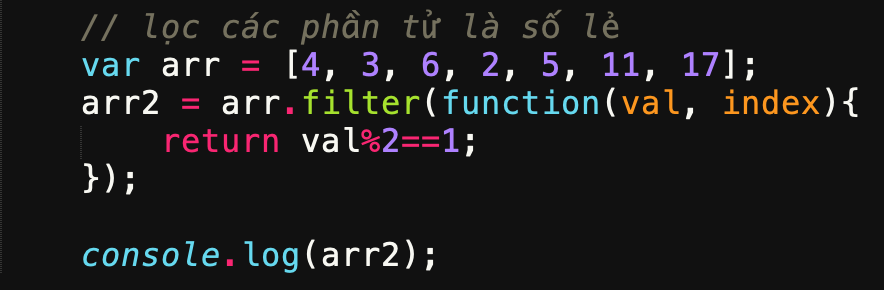 // lọc các phần tử là số lẻ
var arr = [4, 3, 6, 2, 5, 11, 17];
arr2 = arr.filter(function(val, index){
    return val%2==1;
});
console.log(arr2);